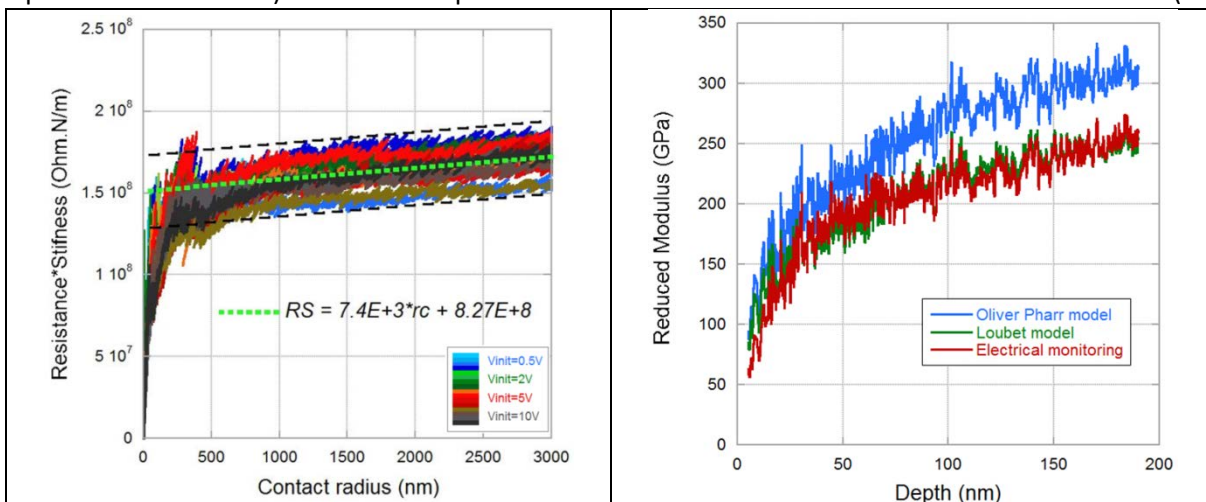 2.5 10⁸
2 10⁸
1.5 10⁸
1 10⁸
5 10⁷
0
0
500
1000
1500
2000
2500
3000
Resistance*Stifness (Ohm.N/m)
Contact radius (nm)
RS = 7.4E+3*rc + 8.27E+8
Vinit=0.5V
Vinit=2V
Vinit=5V
Vinit=10V
350
300
250
200
150
100
50
0
0
50
100
150
200
Reduced Modulus (GPa)
Depth (nm)
Oliver Pharr model
Loubet model
Electrical monitoring